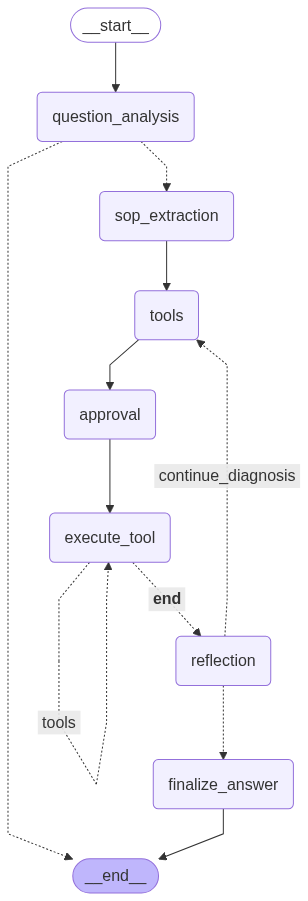 __start__
question_analysis
sop_extraction
tools
approval
continue_diagnosis
execute_tool
end
reflection
tools
finalize_answer
__end__